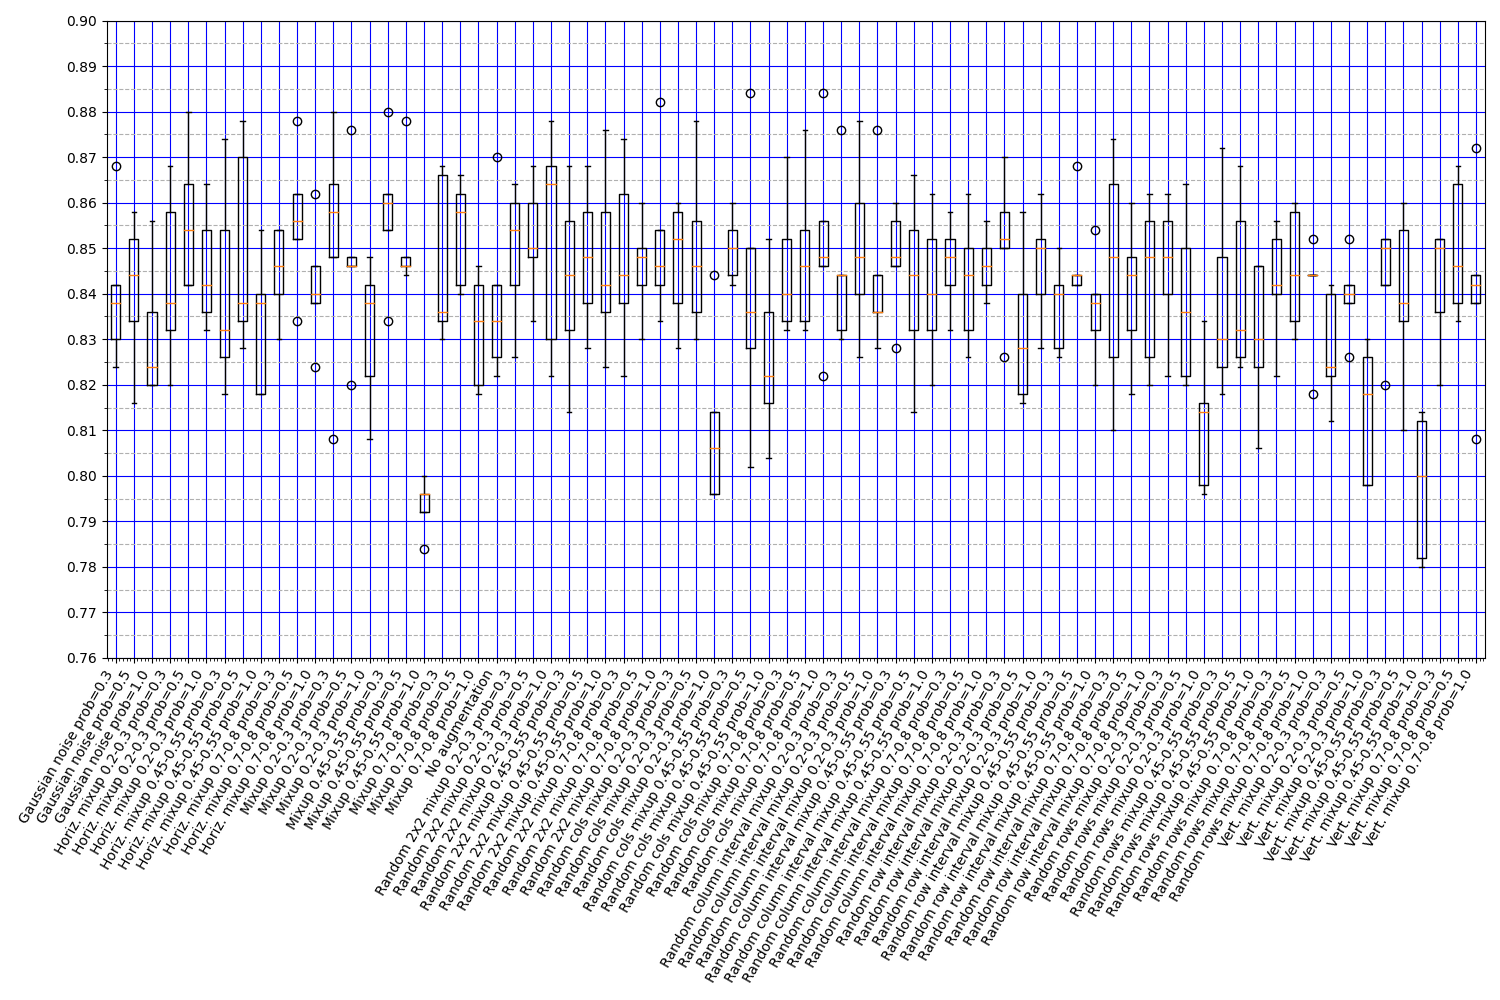 0.90
0.89
0.88
0.87
0.86
0.85
0.84
0.83
0.82
0.81
0.80
0.79
0.78
0.77
0.76
Gaussian noise prob=0.3
Gaussian noise prob=0.5
Gaussian noise prob=1.0
Horiz. mixup 0.2-0.3 prob=0.3
Horiz. mixup 0.2-0.3 prob=0.5
Horiz. mixup 0.2-0.3 prob=1.0
Horiz. mixup 0.45-0.55 prob=0.3
Horiz. mixup 0.45-0.55 prob=0.5
Horiz. mixup 0.45-0.55 prob=1.0
Horiz. mixup 0.7-0.8 prob=0.3
Horiz. mixup 0.7-0.8 prob=0.5
Horiz. mixup 0.7-0.8 prob=1.0
Mixup 0.2-0.3 prob=0.3
Mixup 0.2-0.3 prob=0.5
Mixup 0.2-0.3 prob=1.0
Mixup 0.45-0.55 prob=0.3
Mixup 0.45-0.55 prob=0.5
Mixup 0.45-0.55 prob=1.0
Mixup 0.7-0.8 prob=0.3
Mixup 0.7-0.8 prob=0.5
Mixup 0.7-0.8 prob=1.0
No augmentation
Random 2x2 mixup 0.2-0.3 prob=0.3
Random 2x2 mixup 0.2-0.3 prob=0.5
Random 2x2 mixup 0.2-0.3 prob=1.0
Random 2x2 mixup 0.45-0.55 prob=0.3
Random 2x2 mixup 0.45-0.55 prob=0.5
Random 2x2 mixup 0.45-0.55 prob=1.0
Random 2x2 mixup 0.7-0.8 prob=0.3
Random 2x2 mixup 0.7-0.8 prob=0.5
Random 2x2 mixup 0.7-0.8 prob=1.0
Random cols mixup 0.2-0.3 prob=0.3
Random cols mixup 0.2-0.3 prob=0.5
Random cols mixup 0.2-0.3 prob=1.0
Random cols mixup 0.45-0.55 prob=0.3
Random cols mixup 0.45-0.55 prob=0.5
Random cols mixup 0.45-0.55 prob=1.0
Random cols mixup 0.7-0.8 prob=0.3
Random cols mixup 0.7-0.8 prob=0.5
Random cols mixup 0.7-0.8 prob=1.0
Random column interval mixup 0.2-0.3 prob=0.3
Random column interval mixup 0.2-0.3 prob=0.5
Random column interval mixup 0.2-0.3 prob=1.0
Random column interval mixup 0.45-0.55 prob=0.3
Random column interval mixup 0.45-0.55 prob=0.5
Random column interval mixup 0.45-0.55 prob=1.0
Random column interval mixup 0.7-0.8 prob=0.3
Random column interval mixup 0.7-0.8 prob=0.5
Random column interval mixup 0.7-0.8 prob=1.0
Random row interval mixup 0.2-0.3 prob=0.3
Random row interval mixup 0.2-0.3 prob=0.5
Random row interval mixup 0.2-0.3 prob=1.0
Random row interval mixup 0.45-0.55 prob=0.3
Random row interval mixup 0.45-0.55 prob=0.5
Random row interval mixup 0.45-0.55 prob=1.0
Random row interval mixup 0.7-0.8 prob=0.3
Random row interval mixup 0.7-0.8 prob=0.5
Random row interval mixup 0.7-0.8 prob=1.0
Random rows mixup 0.2-0.3 prob=0.3
Random rows mixup 0.2-0.3 prob=0.5
Random rows mixup 0.2-0.3 prob=1.0
Random rows mixup 0.45-0.55 prob=0.3
Random rows mixup 0.45-0.55 prob=0.5
Random rows mixup 0.45-0.55 prob=1.0
Random rows mixup 0.7-0.8 prob=0.3
Random rows mixup 0.7-0.8 prob=0.5
Random rows mixup 0.7-0.8 prob=1.0
Vert. mixup 0.2-0.3 prob=0.3
Vert. mixup 0.2-0.3 prob=0.5
Vert. mixup 0.2-0.3 prob=1.0
Vert. mixup 0.45-0.55 prob=0.3
Vert. mixup 0.45-0.55 prob=0.5
Vert. mixup 0.45-0.55 prob=1.0
Vert. mixup 0.7-0.8 prob=0.3
Vert. mixup 0.7-0.8 prob=0.5
Vert. mixup 0.7-0.8 prob=1.0